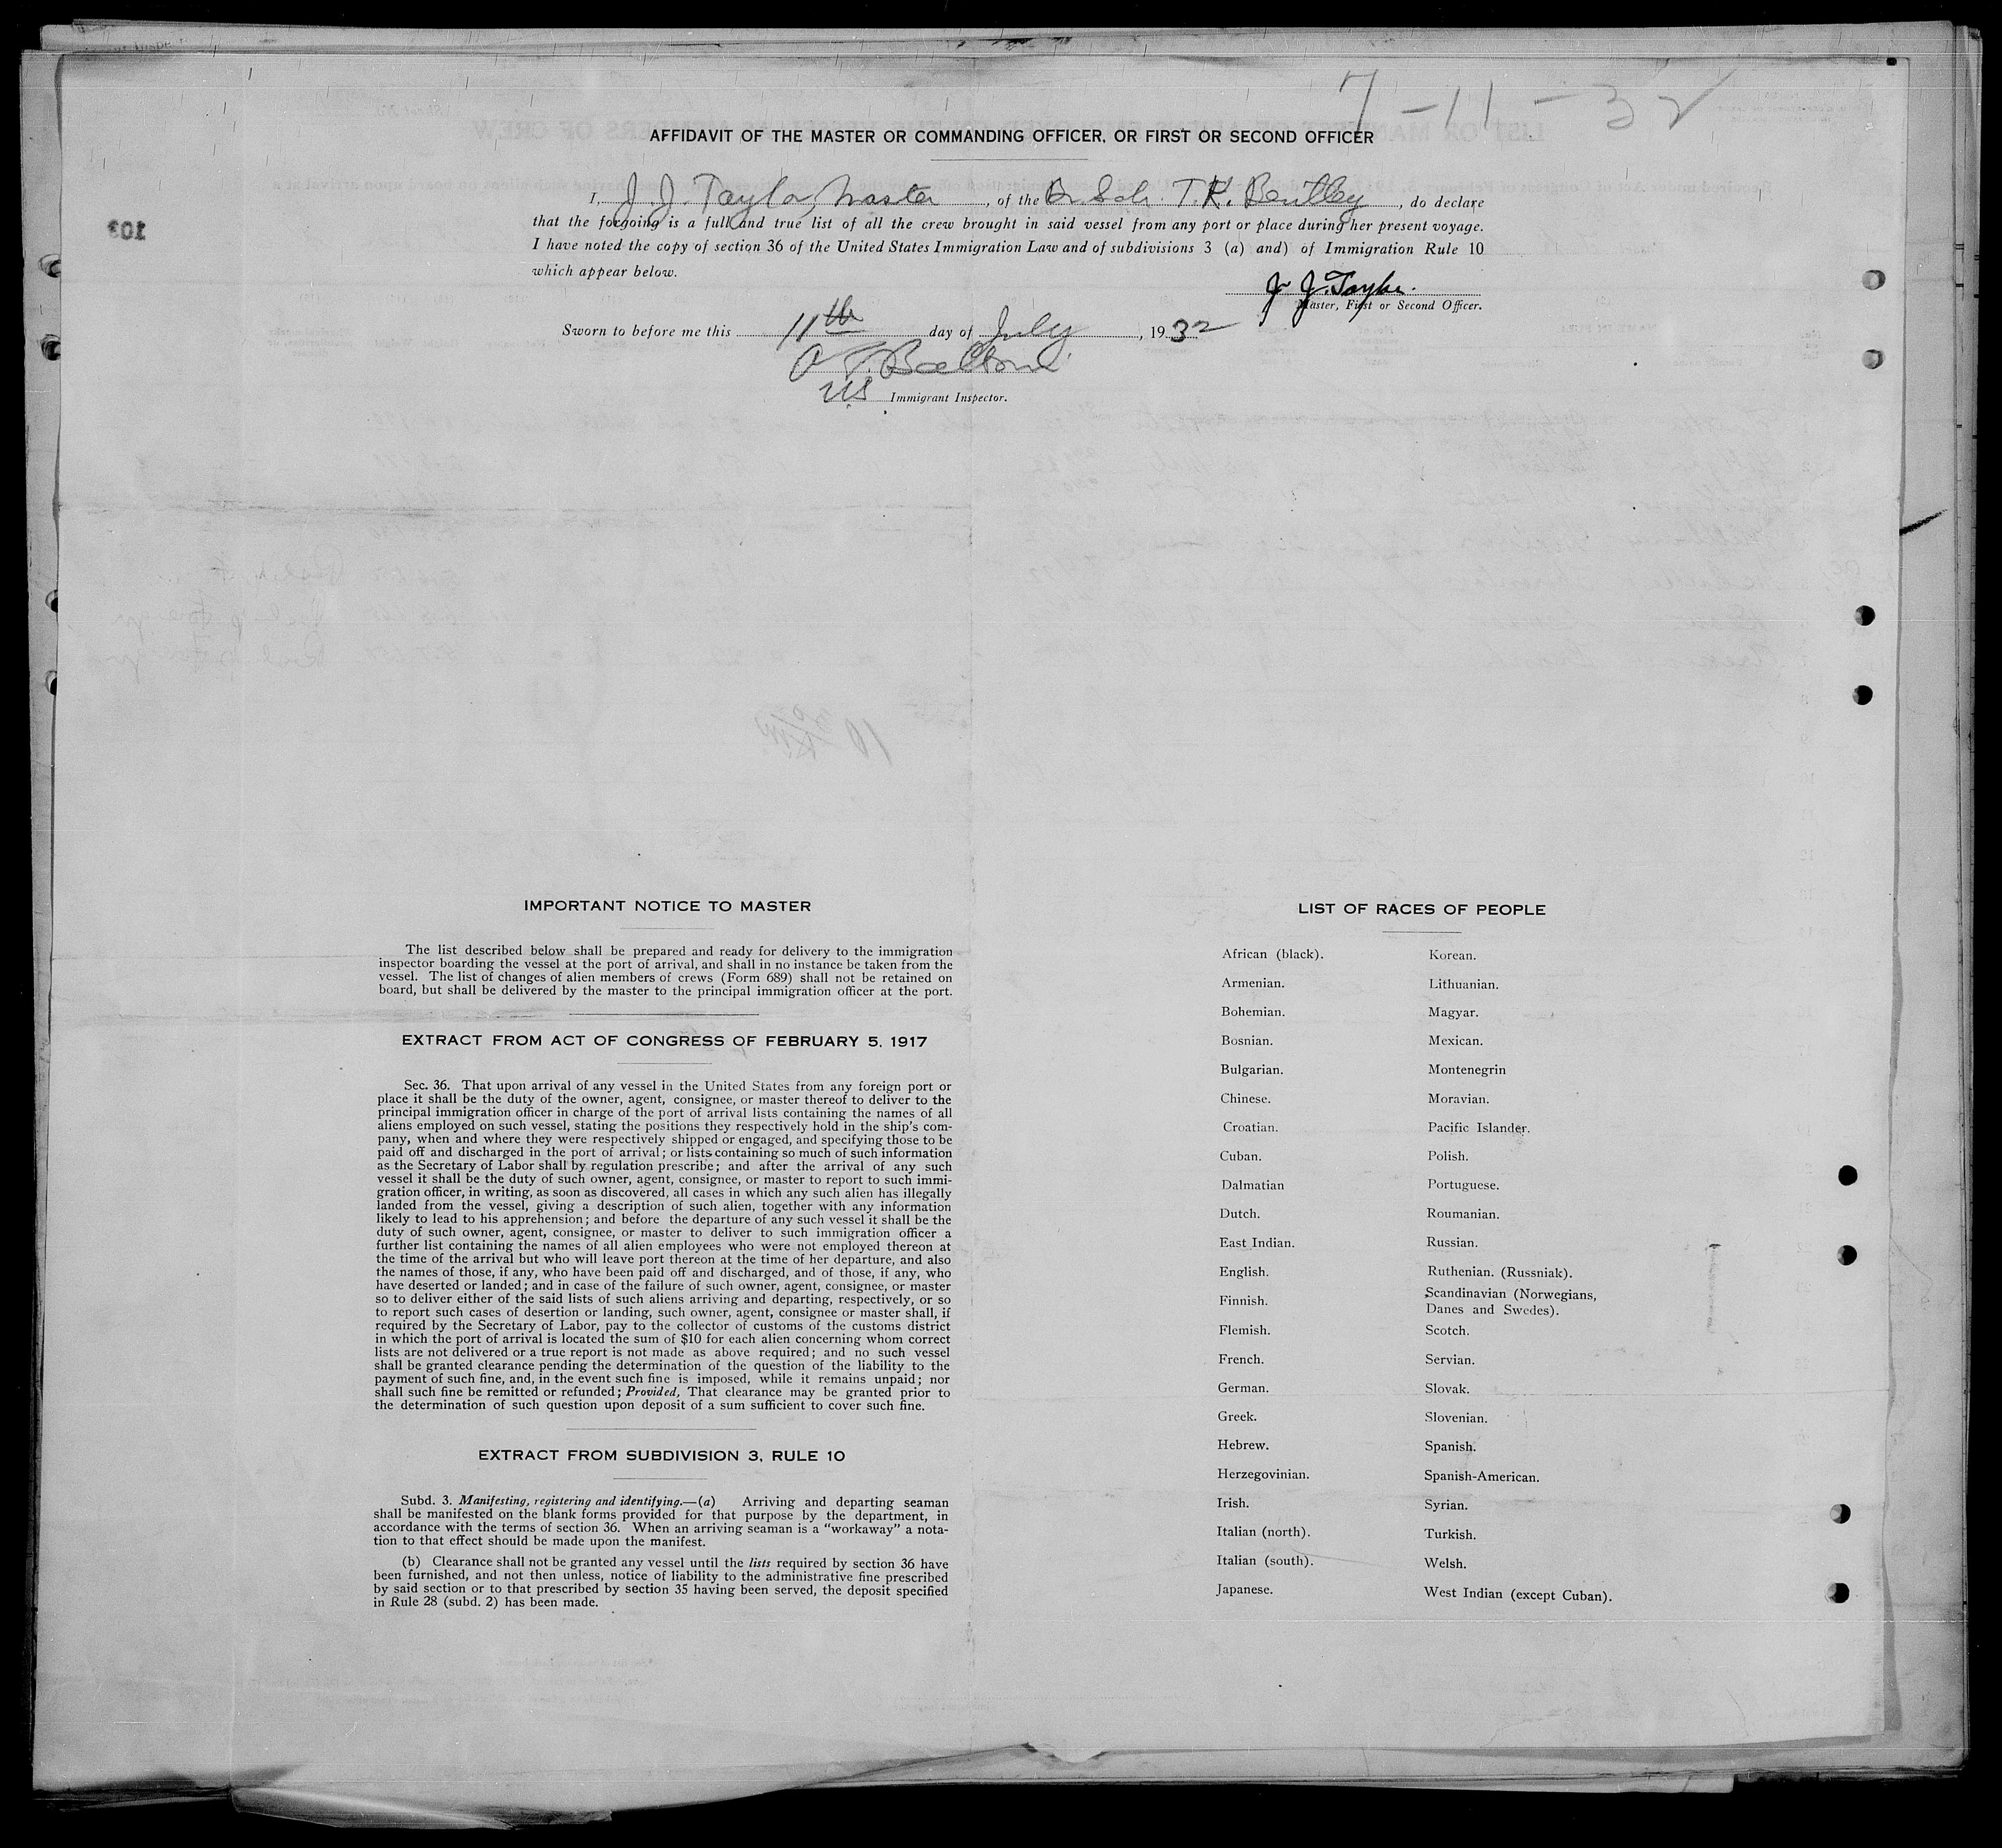 7-11-32
AFFIDAVIT OF THE MASTER OR COMMANDING OFFICER, OR FIRST OR SECOND OFFICER
I, J. J. Taylor, Master, of the Br Sch. T. K. Bentley, do declare
that the forgoing is a full and true list of all the crew brought in said vessel from any port or place during her present voyage.
I have noted the copy of section 36 of the United States Immigration Law and of subdivisions 3 (a) and) of Immigration Rule 10
which appear below.
J. J. Taylor.
Master, First or Second Officer.
Sworn to before me this 11th day of July, 1932
US Immigrant Inspector.
IMPORTANT NOTICE TO MASTER
The list described below shall be prepared and ready for delivery to the immigration
inspector boarding the vessel at the port of arrival, and shall in no instance be taken from the
vessel. The list of changes of alien members of crews (Form 689) shall not be retained on
board, but shall be delivered by the master to the principal immigration officer at the port.
EXTRACT FROM ACT OF CONGRESS OF FEBRUARY 5, 1917
Sec. 36. That upon arrival of any vessel in the United States from any foreign port or
place it shall be the duty of the owner, agent, consignee, or master thereof to deliver to the
principal immigration officer in charge of the port of arrival lists containing the names of all
aliens employed on such vessel, stating the positions they respectively hold in the ship's com-
pany, when and where they were respectively shipped or engaged, and specifying those to be
paid off and discharged in the port of arrival; or lists containing so much of such information
as the Secretary of Labor shall by regulation prescribe; and after the arrival of any such
vessel it shall be the duty of such owner, agent, consignee, or master to report to such immi-
gration officer, in writing, as soon as discovered, all cases in which any such alien has illegally
landed from the vessel, giving a description of such alien, together with any information
likely to lead to his apprehension; and before the departure of any such vessel it shall be the
duty of such owner, agent, consignee, or master to deliver to such immigration officer a
further list containing the names of all alien employees who were not employed thereon at
the time of the arrival but who will leave port thereon at the time of her departure, and also
the names of those, if any, who have been paid off and discharged, and of those, if any, who
have deserted or landed; and in case of the failure of such owner, agent, consignee, or master
so to deliver either of the said lists of such aliens arriving and departing, respectively, or so
to report such cases of desertion or landing, such owner, agent, consignee or master shall, if
required by the Secretary of Labor, pay to the collector of customs of the customs district
in which the port of arrival is located the sum of $10 for each alien concerning whom correct
lists are not delivered or a true report is not made as above required; and no such vessel
shall be granted clearance pending the determination of the question of the liability to the
payment of such fine, and, in the event such fine is imposed, while it remains unpaid; nor
shall such fine be remitted or refunded; Provided, That clearance may be granted prior to
the determination of such question upon deposit of a sum sufficient to cover such fine.
EXTRACT FROM SUBDIVISION 3, RULE 10
Subd. 3. Manifesting, registering and identifying.—(a) Arriving and departing seaman
shall be manifested on the blank forms provided for that purpose by the department, in
accordance with the terms of section 36. When an arriving seaman is a "workaway" a nota-
tion to that effect should be made upon the manifest.
(b) Clearance shall not be granted any vessel until the lists required by section 36 have
been furnished, and not then unless, notice of liability to the administrative fine prescribed
by said section or to that prescribed by section 35 having been served, the deposit specified
in Rule 28 (subd. 2) has been made.
LIST OF RACES OF PEOPLE
African (black).
Armenian.
Bohemian.
Bosnian.
Bulgarian.
Chinese.
Croatian.
Cuban.
Dalmatian
Dutch.
East Indian.
English.
Finnish.
Flemish.
French.
German.
Greek.
Hebrew.
Herzegovinian.
Irish.
Italian (north).
Italian (south).
Japanese.
Korean.
Lithuanian.
Magyar.
Mexican.
Montenegrin
Moravian.
Pacific Islander.
Polish.
Portuguese.
Roumanian.
Russian.
Ruthenian. (Russniak).
Scandinavian (Norwegians,
Danes and Swedes).
Scotch.
Servian.
Slovak.
Slovenian.
Spanish.
Spanish-American.
Syrian.
Turkish.
Welsh.
West Indian (except Cuban).